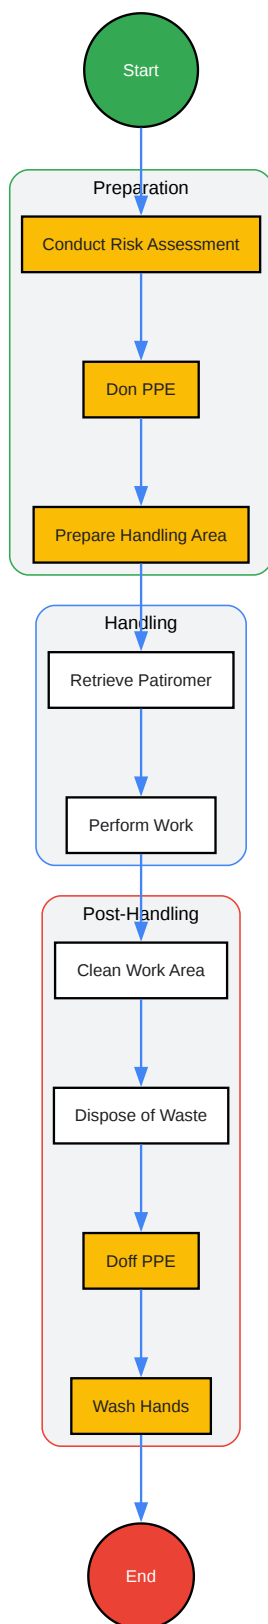 Start
Preparation
Conduct Risk Assessment
Don PPE
Prepare Handling Area
Handling
Retrieve Patiromer
Perform Work
Post-Handling
Clean Work Area
Dispose of Waste
Doff PPE
Wash Hands
End